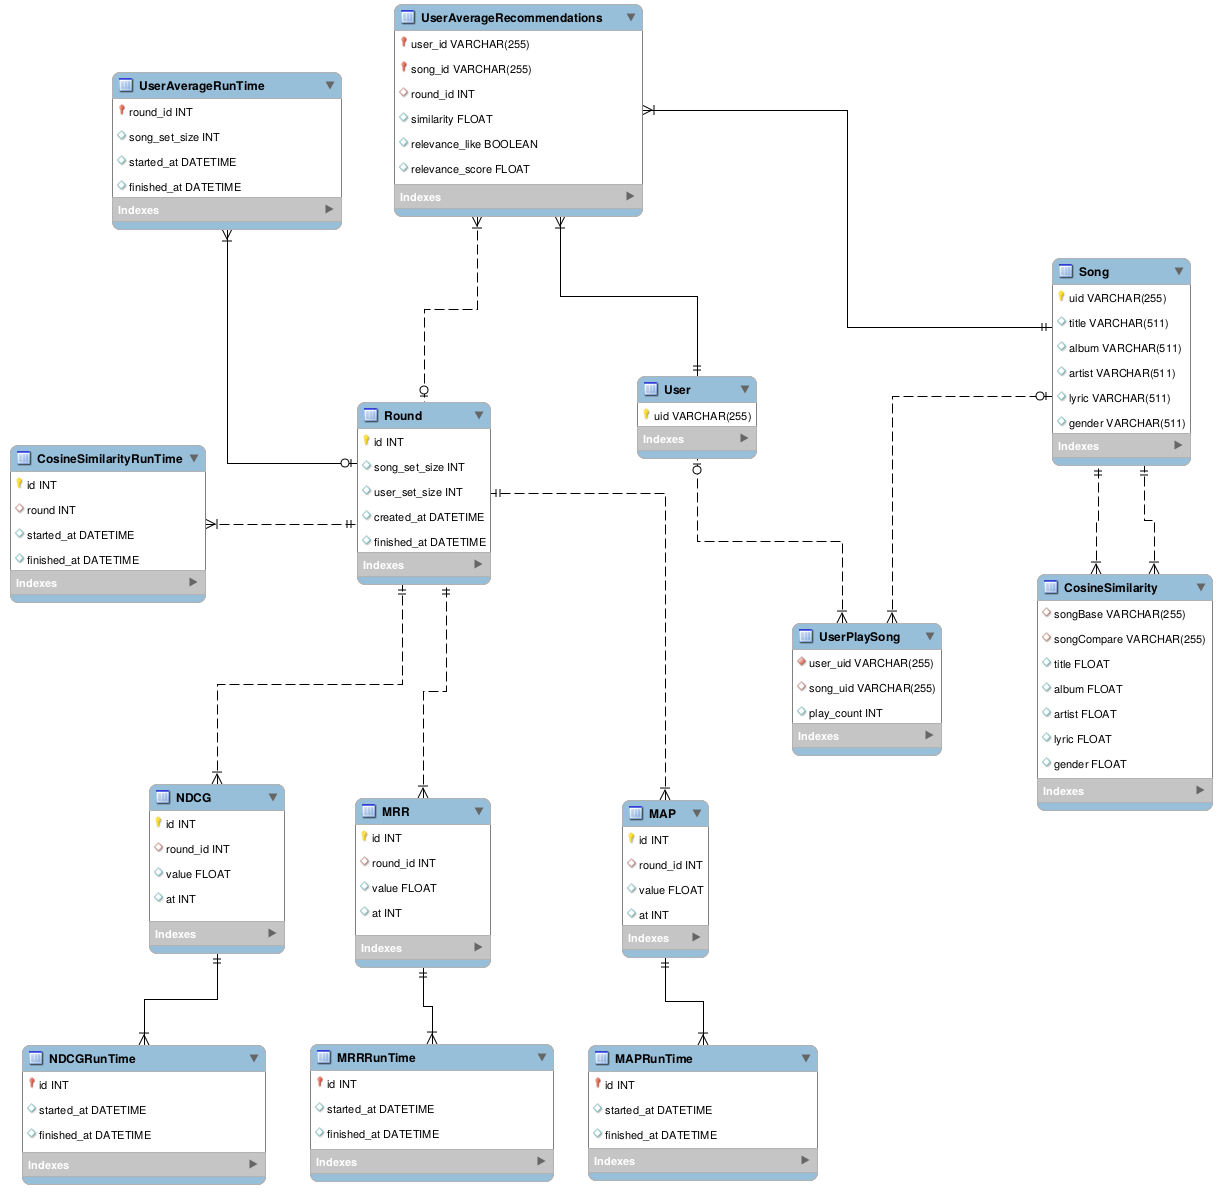 UserAverageRecommendations
user_id VARCHAR(255)
song_id VARCHAR(255)
round_id INT
similarity FLOAT
relevance_like BOOLEAN
relevance_score FLOAT
Indexes
UserAverageRunTime
round_id INT
song_set_size INT
started_at DATETIME
finished_at DATETIME
Indexes
Song
uid VARCHAR(255)
title VARCHAR(511)
album VARCHAR(511)
artist VARCHAR(511)
lyric VARCHAR(511)
gender VARCHAR(511)
Indexes
User
uid VARCHAR(255)
Indexes
Round
id INT
song_set_size INT
user_set_size INT
created_at DATETIME
finished_at DATETIME
Indexes
CosineSimilarityRunTime
id INT
round INT
started_at DATETIME
finished_at DATETIME
Indexes
CosineSimilarity
songBase VARCHAR(255)
songCompare VARCHAR(255)
title FLOAT
album FLOAT
artist FLOAT
lyric FLOAT
gender FLOAT
Indexes
UserPlaySong
user_uid VARCHAR(255)
song_uid VARCHAR(255)
play_count INT
Indexes
NDCG
id INT
round_id INT
value FLOAT
at INT
Indexes
MRR
id INT
round_id INT
value FLOAT
at INT
Indexes
MAP
id INT
round_id INT
value FLOAT
at INT
Indexes
NDCGRunTime
id INT
started_at DATETIME
finished_at DATETIME
Indexes
MRRRunTime
id INT
started_at DATETIME
finished_at DATETIME
Indexes
MAPRunTime
id INT
started_at DATETIME
finished_at DATETIME
Indexes